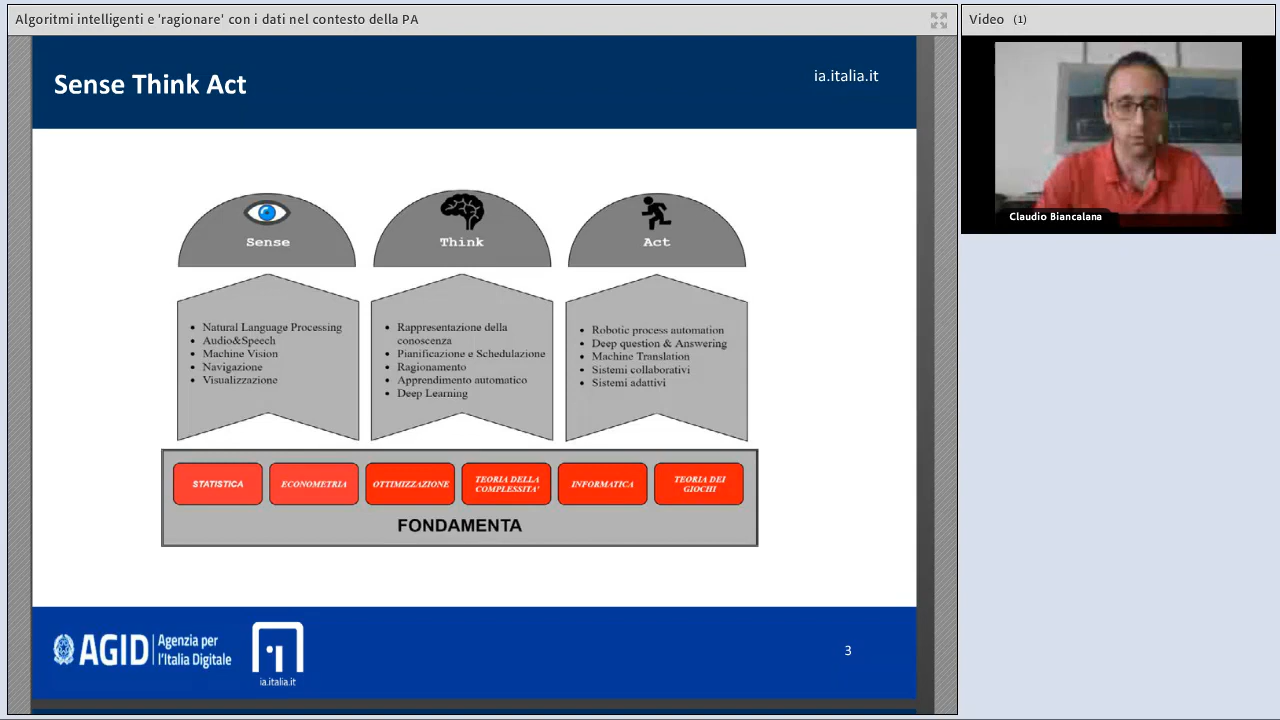 Algoritmi intelligenti e 'ragionare' con i dati nel contesto della PA
Video (1)
Sense Think Act
ia.italia.it
Claudio Biancalana
Sense
Think
Act
• Natural Language Processing
• Audio&Speech
• Machine Vision
• Navigazione
• Visualizzazione
• Rappresentazione della
conoscenza
• Pianificazione e Schedulazione
• Ragionamento
• Apprendimento automatico
• Deep Learning
• Robotic process automation
• Deep question & Answering
• Machine Translation
• Sistemi collaborativi
• Sistemi adattivi
STATISTICA
ECONOMETRIA
OTTIMIZZAZIONE
TEORIA DELLA
COMPLESSITA'
INFORMATICA
TEORIA DEI
GIOCHI
FONDAMENTA
AGID
Agenzia per
l'Italia Digitale
ia.italia.it
3